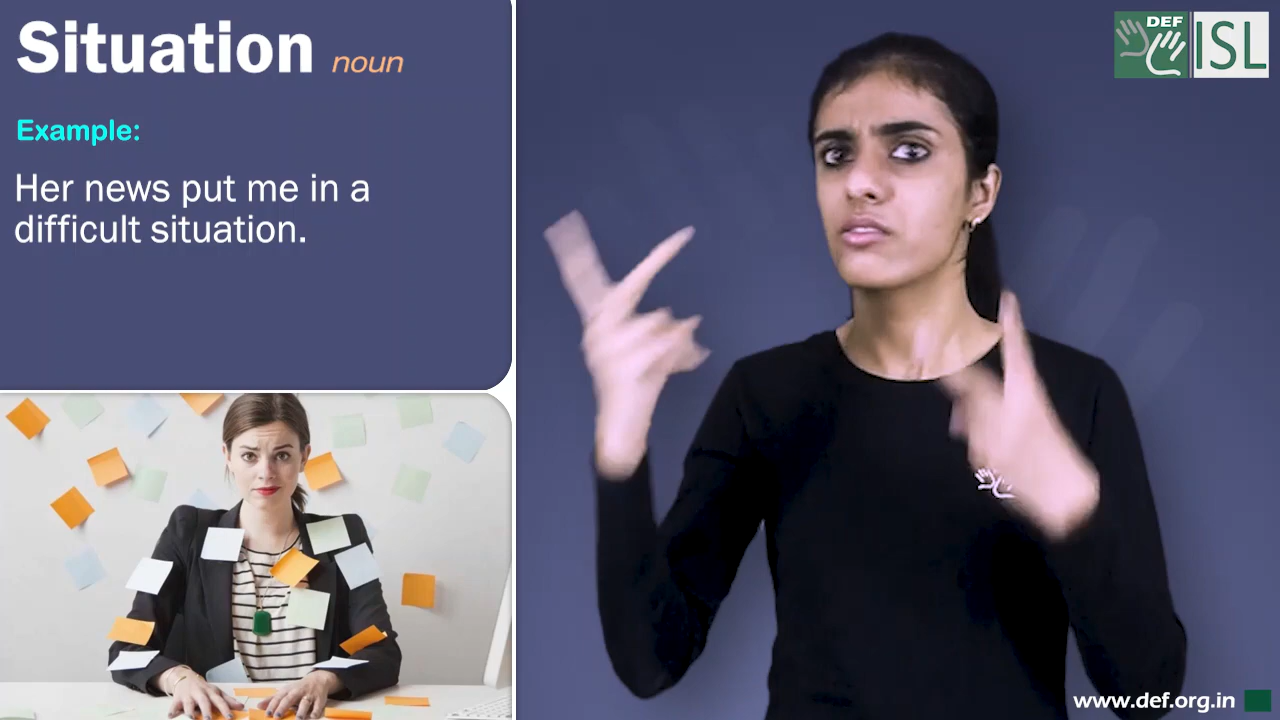 Situation noun
Example:
Her news put me in a
difficult situation.
DEF
ISL
www.def.org.in